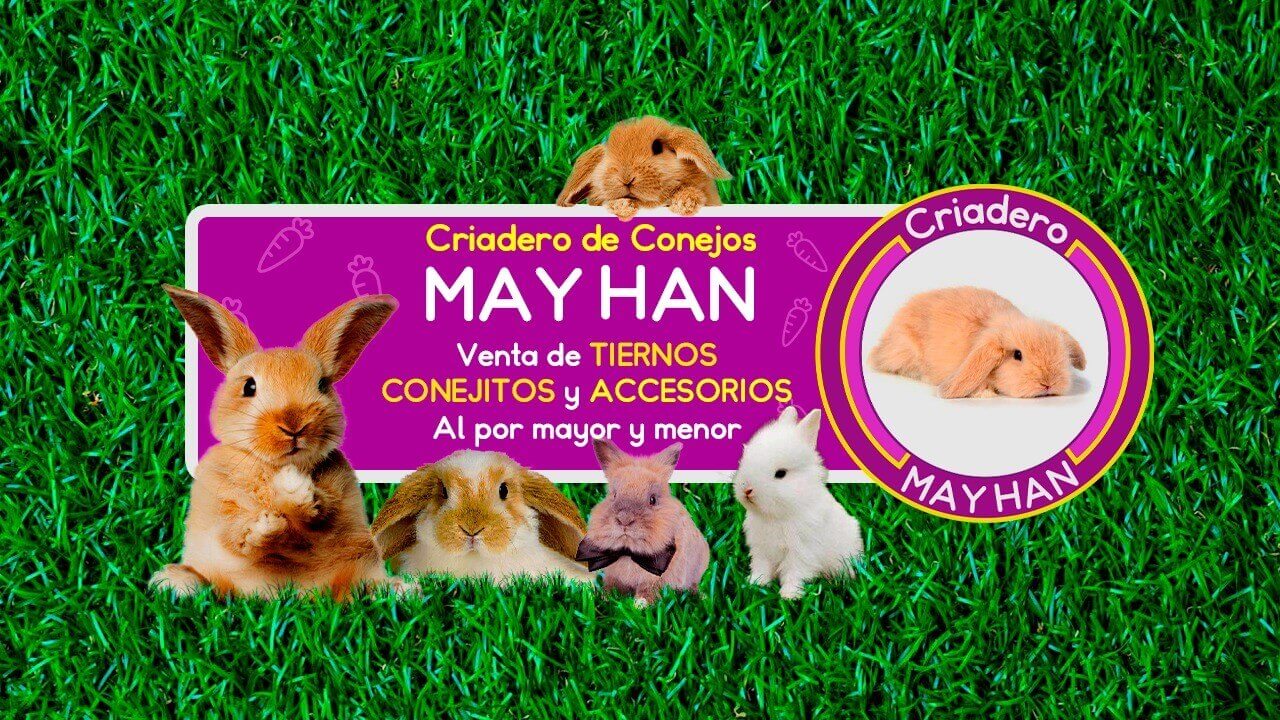 Criadero de Conejos
MAY HAN
Venta de TIERNOS
CONEJITOS y ACCESORIOS
Al por mayor y menor
Criadero
MAY HAN